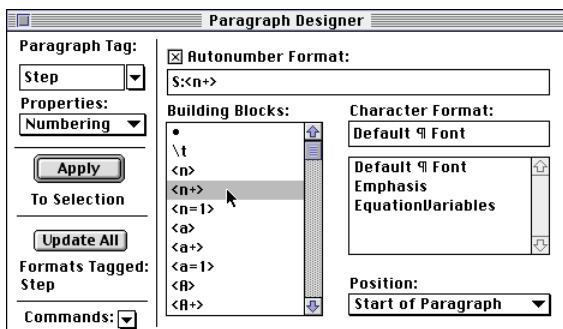 Paragraph Designer
Paragraph Tag:
Step
Properties:
Numbering
Apply
To Selection
Update All
Formats Tagged:
Step
Commands:
Autonumber Format:
S:<n+>
Building Blocks:
•
\t
<n>
<n+>
<n=1>
<a>
<a+>
<a=1>
<A>
<A+>
Character Format:
Default ¶ Font
Default ¶ Font
Emphasis
EquationVariables
Position:
Start of Paragraph